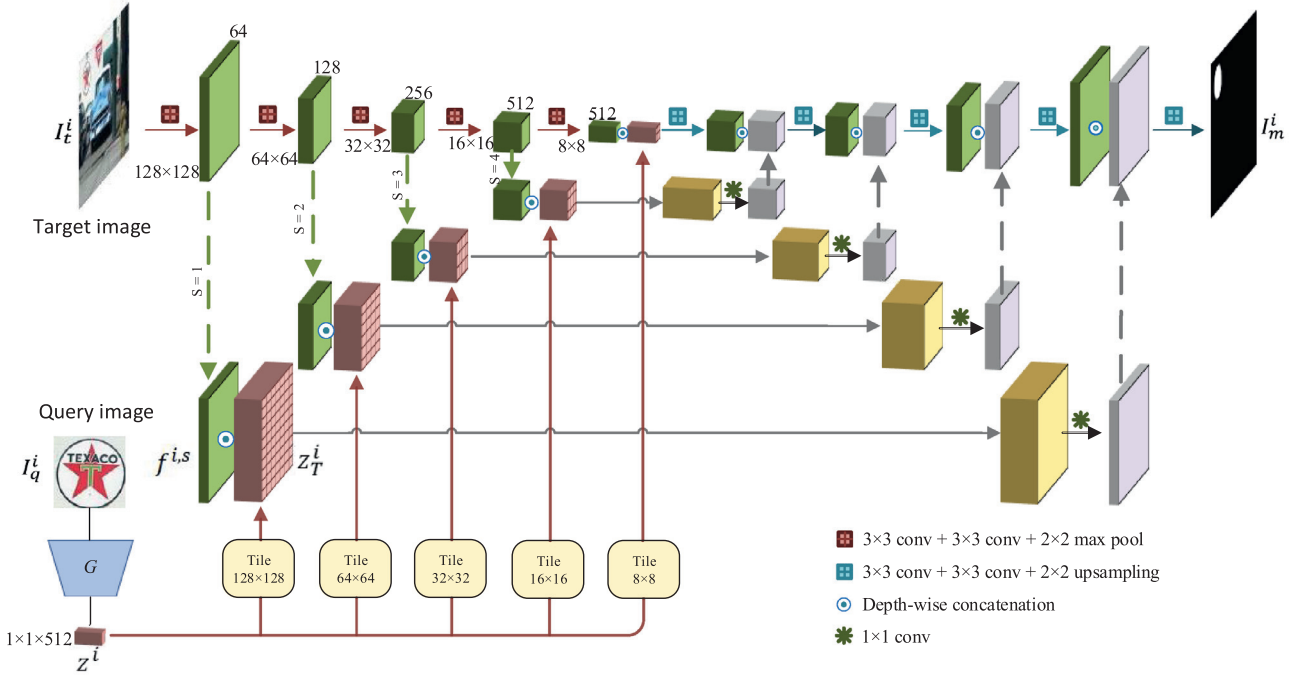 64
128
256
512
512
I_t^i
128×128
64×64
32×32
16×16
8×8
I_m^i
Target image
S = 1
S = 2
S = 3
S = 4
Query image
I_q^i
TEXACO
T
f^{i,s}
Z_T^i
G
Tile
128×128
Tile
64×64
Tile
32×32
Tile
16×16
Tile
8×8
1×1×512
Z^i
3×3 conv + 3×3 conv + 2×2 max pool
3×3 conv + 3×3 conv + 2×2 upsampling
Depth-wise concatenation
1×1 conv